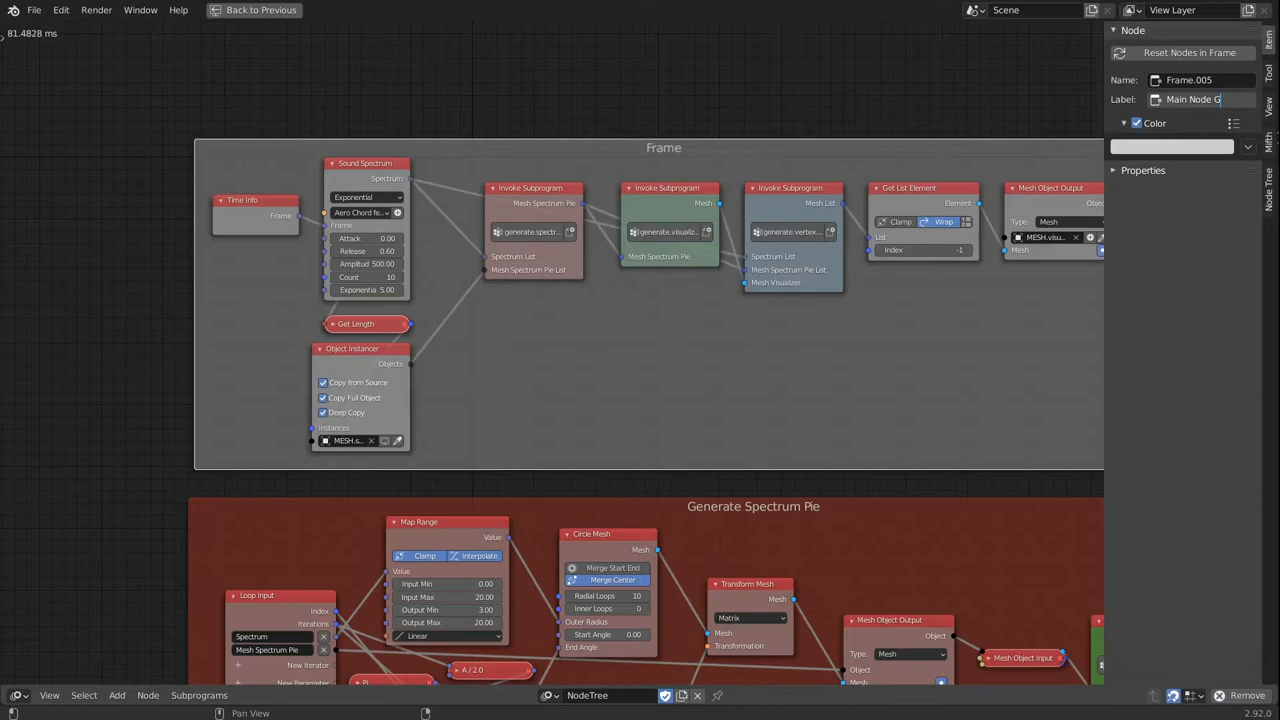 File Edit Render Window Help Back to Previous Scene View Layer
81.4828 ms
Node
Reset Nodes in Frame
Name: Frame.005
Label: Main Node G
Color
Properties
Item
Tool
View
Mifth
Node Tree
Frame
Time Info
Frame
Sound Spectrum
Spectrum
Exponential
Aero Chord fe..
Frame
Attack 0.00
Release 0.60
Amplitud 500.00
Count 10
Exponentia 5.00
Get Length
Object Instancer
Objects
Copy from Source
Copy Full Object
Deep Copy
Instances
MESH.s..
Invoke Subprogram
Mesh Spectrum Pie
generate.spectr...
Spectrum List
Mesh Spectrum Pie List
Invoke Subprogram
Mesh
generate.visualiz...
Mesh Spectrum Pie
Invoke Subprogram
Mesh List
generate.vertex....
Spectrum List
Mesh Spectrum Pie List
Mesh Visualizer
Get List Element
Element
Clamp Wrap
List
Index -1
Mesh Object Output
Objec
Type: Mesh
MESH.visu..
Mesh
Generate Spectrum Pie
Loop Input
Index
Iterations
Spectrum
Mesh Spectrum Pie
New Iterator
New Parameter
Map Range
Value
Clamp Interpolate
Value
Input Min 0.00
Input Max 20.00
Output Min 3.00
Output Max 20.00
Linear
Pi
A / 2.0
Circle Mesh
Mesh
Merge Start End
Merge Center
Radial Loops 10
Inner Loops 0
Outer Radius
Start Angle 0.00
End Angle
Transform Mesh
Mesh
Matrix
Mesh
Transformation
Mesh Object Output
Object
Type: Mesh
Object
Mesh
Mesh Object Input
View Select Add Node Subprograms NodeTree Remove
Pan View 2.92.0